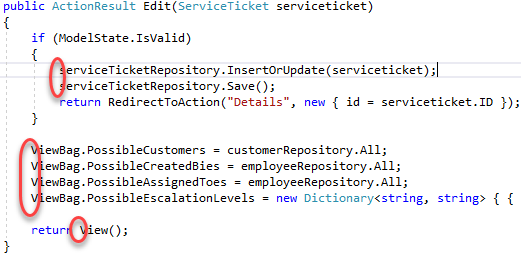 public ActionResult Edit(ServiceTicket serviceticket)
{
if (ModelState.IsValid)
{
serviceTicketRepository.InsertOrUpdate(serviceticket);
serviceTicketRepository.Save();
return RedirectToAction("Details", new { id = serviceticket.ID });
}
ViewBag.PossibleCustomers = customerRepository.All;
ViewBag.PossibleCreatedBies = employeeRepository.All;
ViewBag.PossibleAssignedToes = employeeRepository.All;
ViewBag.PossibleEscalationLevels = new Dictionary<string, string> { {
return View();
}